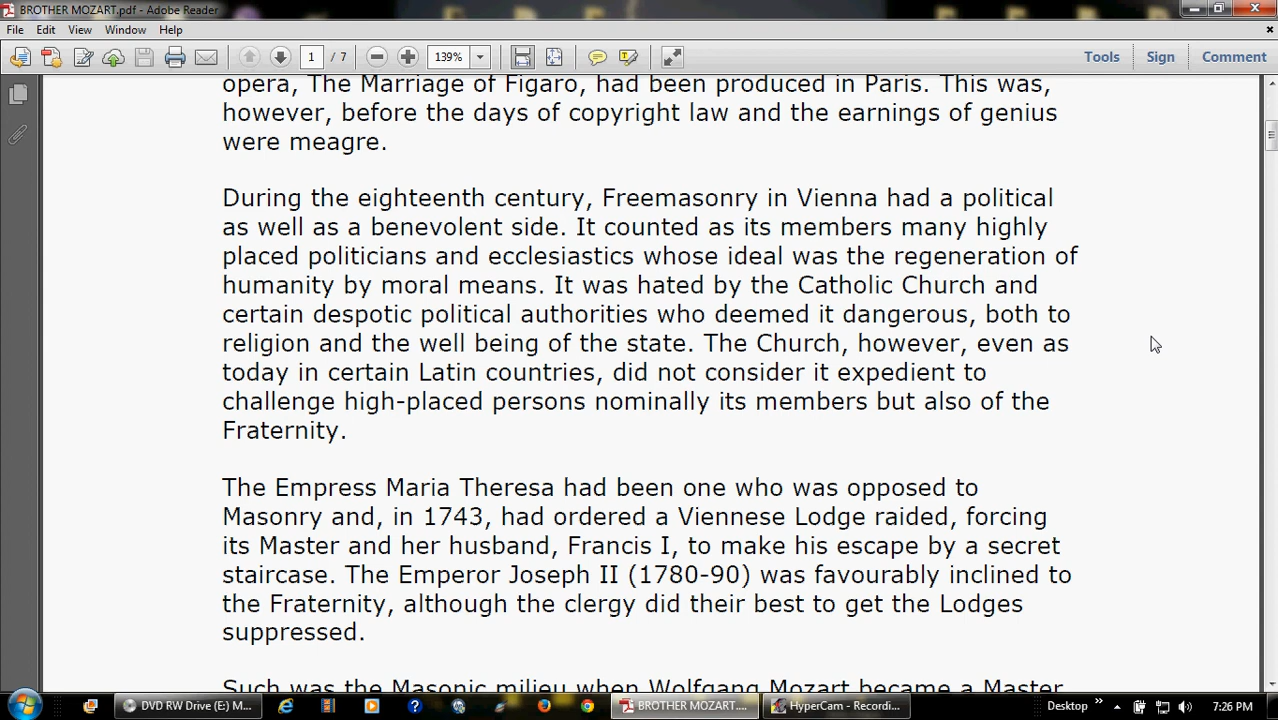 BROTHER MOZART.pdf - Adobe Reader
File Edit View Window Help
1 / 7 139% Tools Sign Comment
opera, The Marriage of Figaro, had been produced in Paris. This was,
however, before the days of copyright law and the earnings of genius
were meagre.
During the eighteenth century, Freemasonry in Vienna had a political
as well as a benevolent side. It counted as its members many highly
placed politicians and ecclesiastics whose ideal was the regeneration of
humanity by moral means. It was hated by the Catholic Church and
certain despotic political authorities who deemed it dangerous, both to
religion and the well being of the state. The Church, however, even as
today in certain Latin countries, did not consider it expedient to
challenge high-placed persons nominally its members but also of the
Fraternity.
The Empress Maria Theresa had been one who was opposed to
Masonry and, in 1743, had ordered a Viennese Lodge raided, forcing
its Master and her husband, Francis I, to make his escape by a secret
staircase. The Emperor Joseph II (1780-90) was favourably inclined to
the Fraternity, although the clergy did their best to get the Lodges
suppressed.
Such was the Masonic milieu when Wolfgang Mozart became a Master
DVD RW Drive (E:) M... BROTHER MOZART.... HyperCam - Recordi... Desktop » 7:26 PM